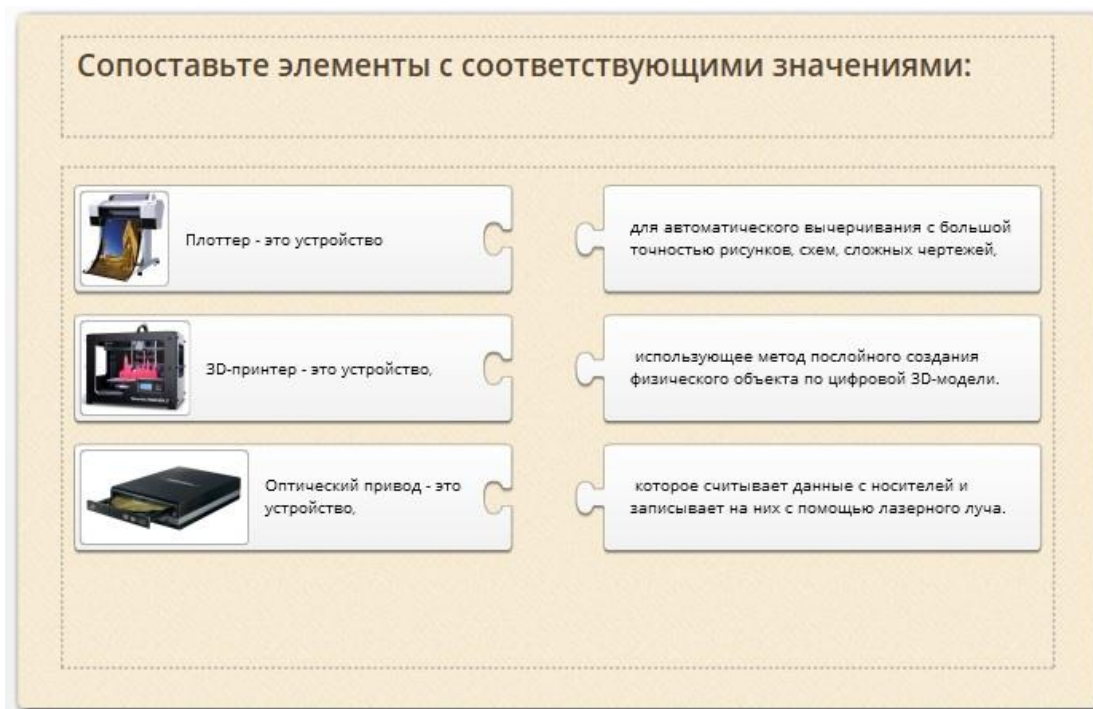 Сопоставьте элементы с соответствующими значениями:
Плоттер - это устройство
для автоматического вычерчивания с большой
точностью рисунков, схем, сложных чертежей,
3D-принтер - это устройство,
использующее метод послойного создания
физического объекта по цифровой 3D-модели.
Оптический привод - это
устройство,
которое считывает данные с носителей и
записывает на них с помощью лазерного луча.